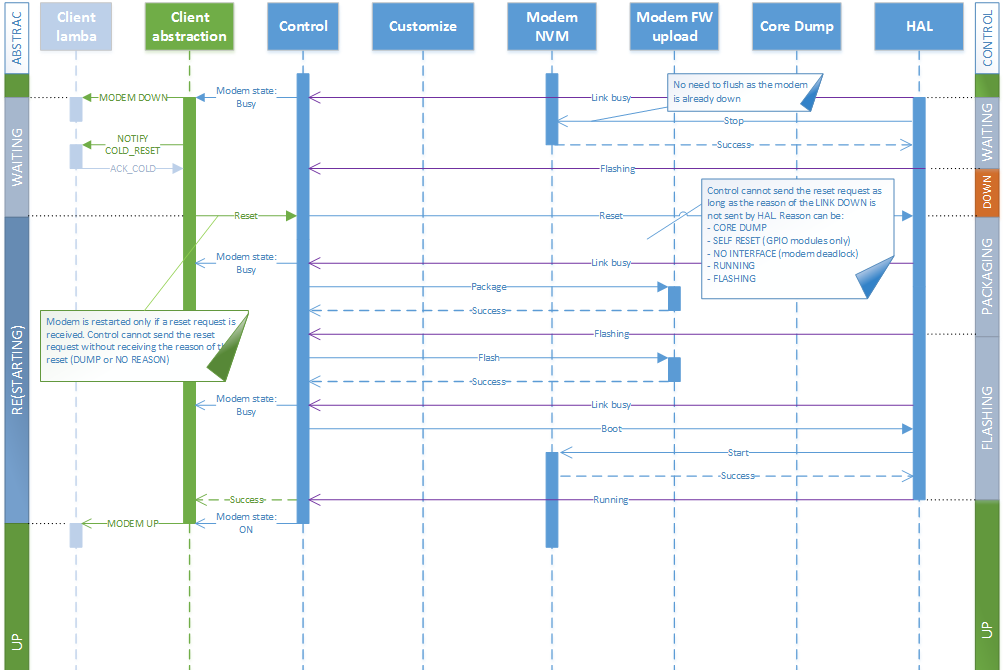 ABSTRAC
Client
lamba
Client
abstraction
Control
Customize
Modem
NVM
Modem FW
upload
Core Dump
HAL
CONTROL
No need to flush as the modem
is already down
MODEM DOWN
Modem state:
Busy
Link busy
Stop
NOTIFY
COLD_RESET
Success
WAITING
WAITING
ACK_COLD
Flashing
DOWN
Control cannot send the reset request as
long as the reason of the LINK DOWN is
not sent by HAL. Reason can be:
- CORE DUMP
- SELF RESET (GPIO modules only)
- NO INTERFACE (modem deadlock)
- RUNNING
- FLASHING
Reset
Reset
Modem state:
Busy
Link busy
PACKAGING
Package
Success
Modem is restarted only if a reset request is
received. Control cannot send the reset
request without receiving the reason of the
reset (DUMP or NO REASON)
Flashing
RE(STARTING)
Flash
Success
FLASHING
Modem state:
Busy
Link busy
Boot
Start
Success
Success
Running
MODEM UP
Modem state:
ON
UP
UP